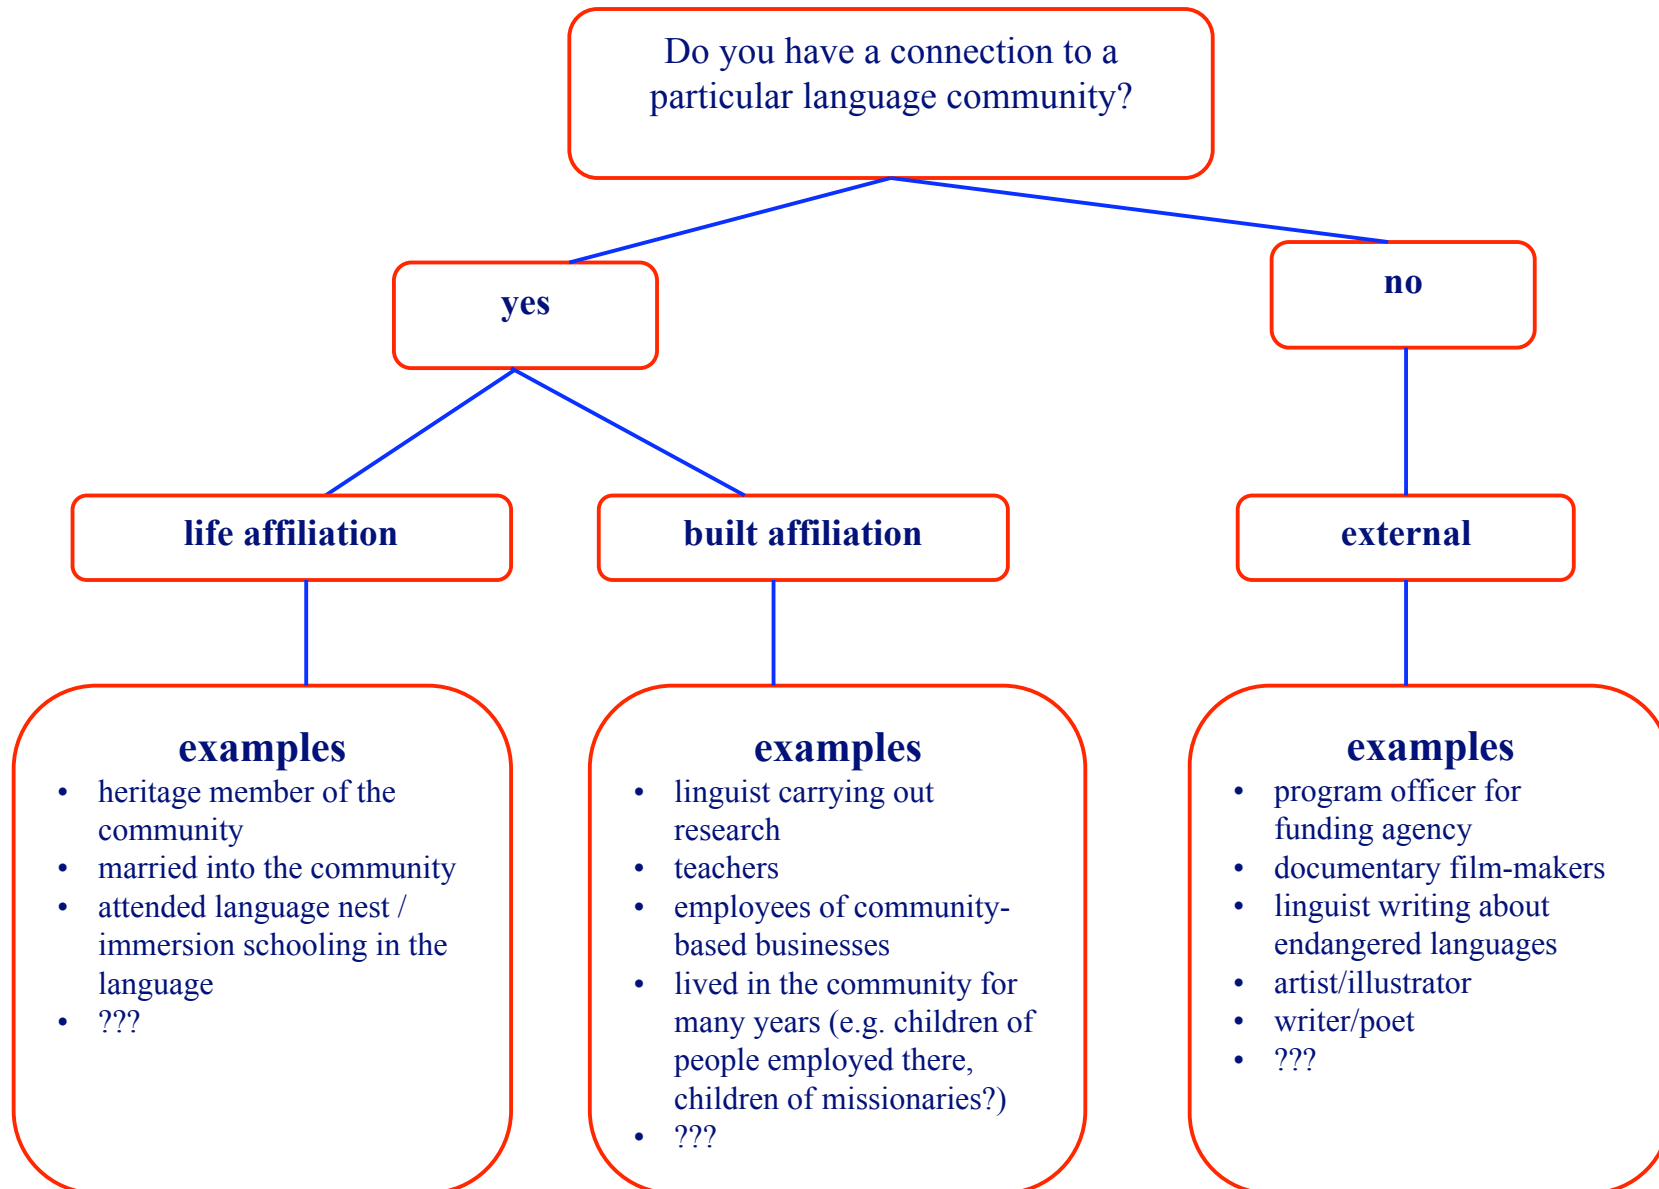 Do you have a connection to a
particular language community?
yes
no
life affiliation
built affiliation
external
examples
• heritage member of the
community
• married into the community
• attended language nest /
immersion schooling in the
language
• ???
examples
• linguist carrying out
research
• teachers
• employees of community-
based businesses
• lived in the community for
many years (e.g. children of
people employed there,
children of missionaries?)
• ???
examples
• program officer for
funding agency
• documentary film-makers
• linguist writing about
endangered languages
• artist/illustrator
• writer/poet
• ???